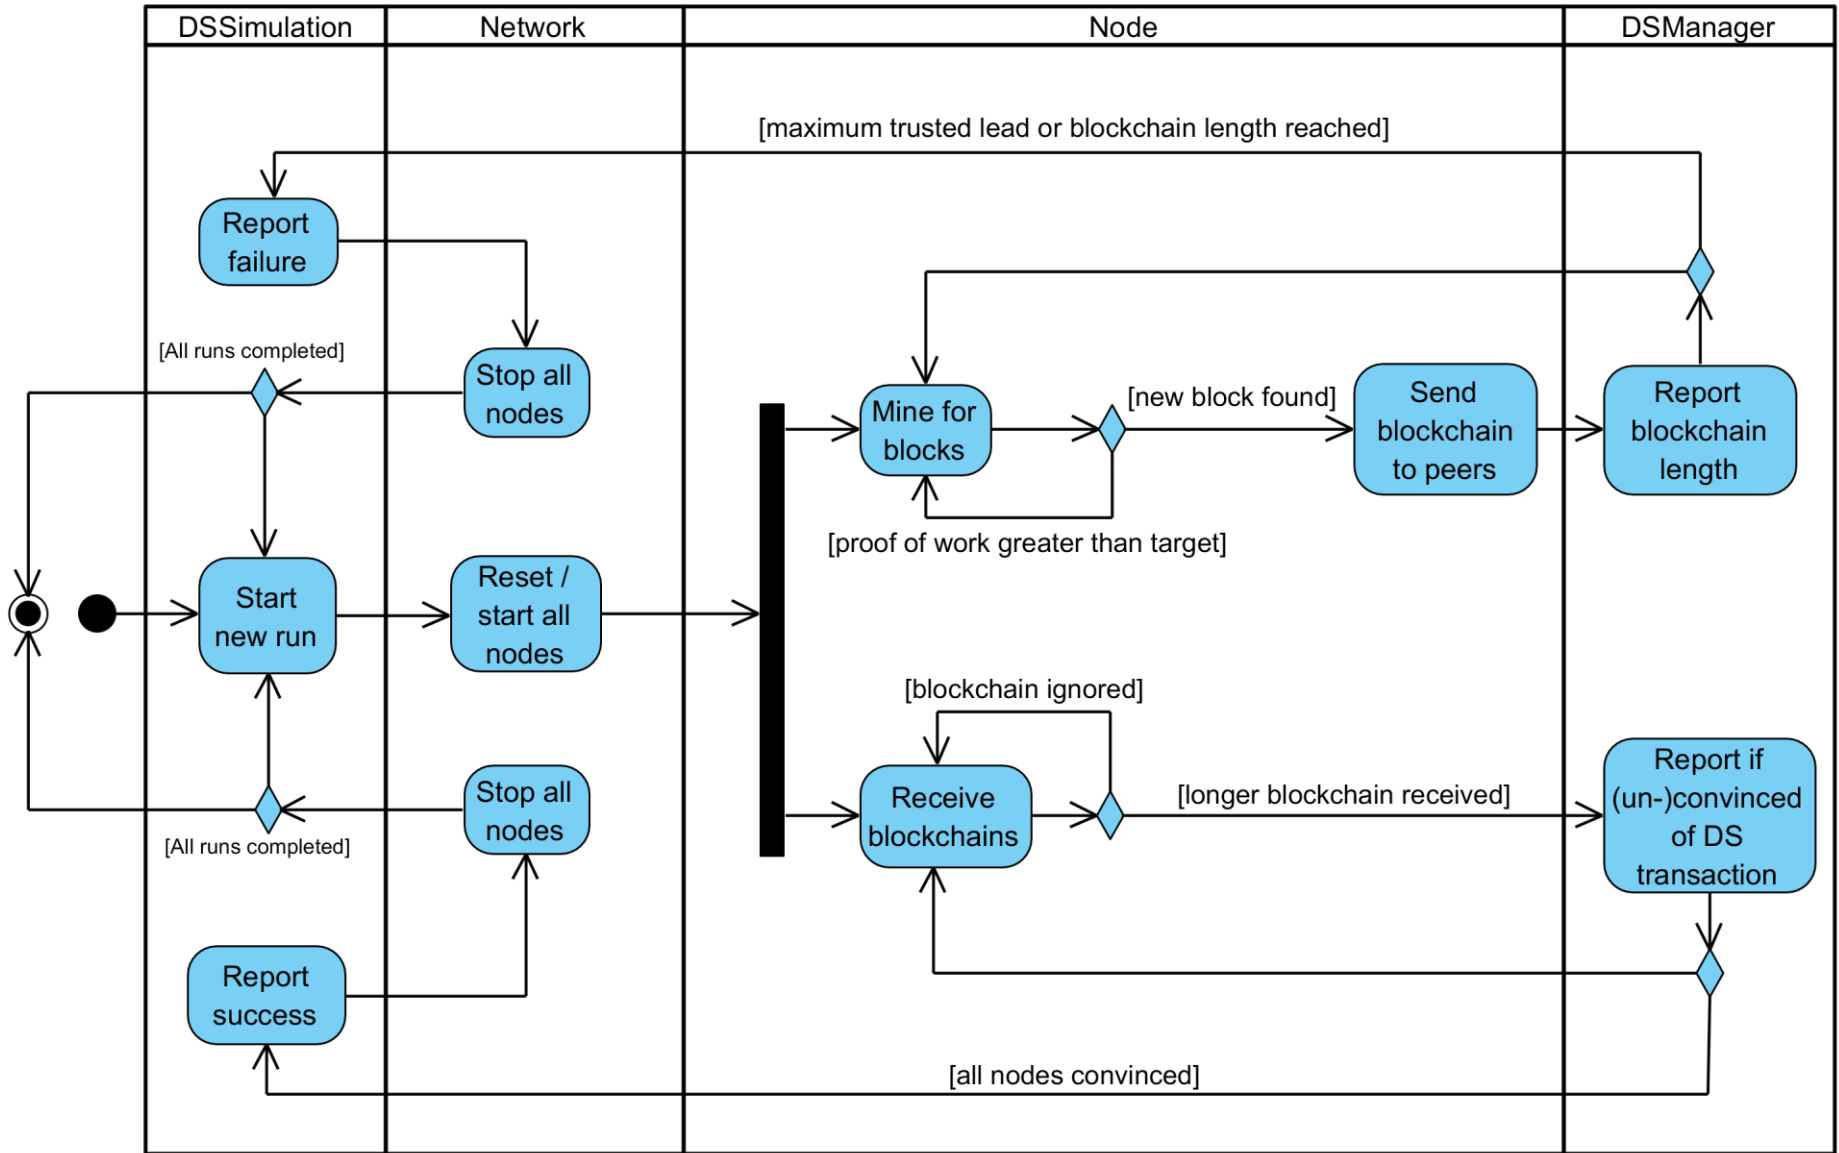 DSSimulation
Network
Node
DSManager
[maximum trusted lead or blockchain length reached]
Report
failure
[All runs completed]
Stop all
nodes
Mine for
blocks
[new block found]
Send
blockchain
to peers
Report
blockchain
length
[proof of work greater than target]
Start
new run
Reset /
start all
nodes
[blockchain ignored]
Stop all
nodes
Receive
blockchains
[longer blockchain received]
Report if
(un-)convinced
of DS
transaction
[All runs completed]
Report
success
[all nodes convinced]